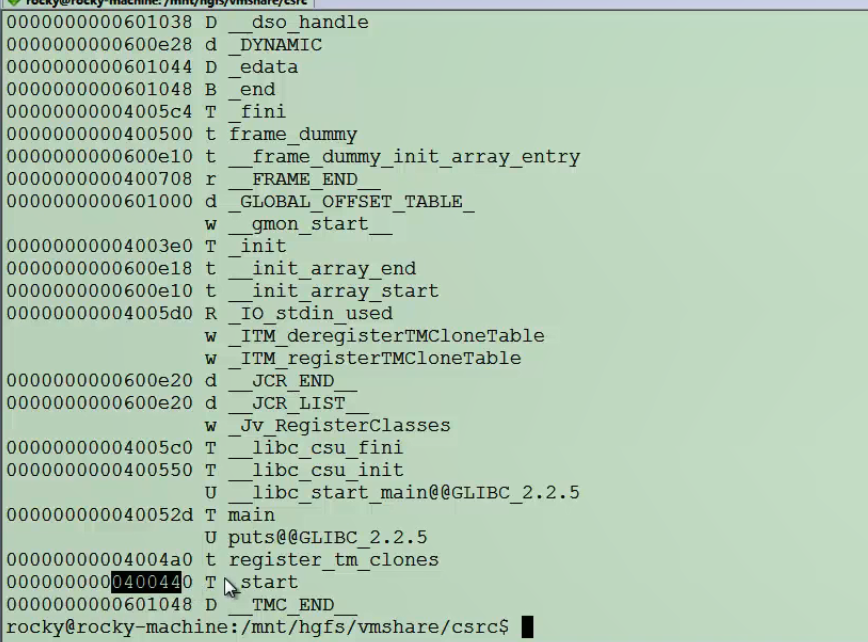 rocky@rocky-machine: /mnt/hgfs/vmshare/csrc
0000000000601038 D __dso_handle
0000000000600e28 d _DYNAMIC
0000000000601044 D _edata
0000000000601048 B _end
00000000004005c4 T _fini
0000000000400500 t frame_dummy
0000000000600e10 t __frame_dummy_init_array_entry
0000000000400708 r __FRAME_END__
0000000000601000 d _GLOBAL_OFFSET_TABLE_
w __gmon_start__
00000000004003e0 T _init
0000000000600e18 t __init_array_end
0000000000600e10 t __init_array_start
00000000004005d0 R _IO_stdin_used
w _ITM_deregisterTMCloneTable
w _ITM_registerTMCloneTable
0000000000600e20 d __JCR_END__
0000000000600e20 d __JCR_LIST__
w _Jv_RegisterClasses
00000000004005c0 T __libc_csu_fini
0000000000400550 T __libc_csu_init
U __libc_start_main@@GLIBC_2.2.5
000000000040052d T main
U puts@@GLIBC_2.2.5
00000000004004a0 t register_tm_clones
0000000000400440 T _start
0000000000601048 D __TMC_END__
rocky@rocky-machine:/mnt/hgfs/vmshare/csrc$